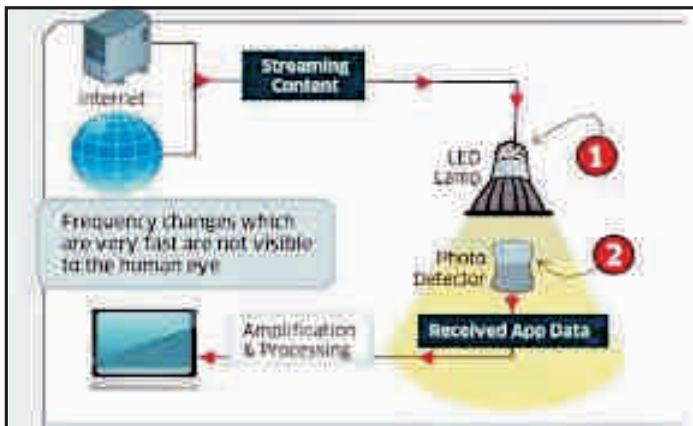 Streaming
Content
Internet
LED
Lamp
1
Frequency changes which
are very fast are not visible
to the human eye
Photo
Detector
2
Amplification
& Processing
Received App Data